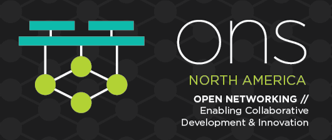 ons
NORTH AMERICA
OPEN NETWORKING //
Enabling Collaborative
Development & Innovation